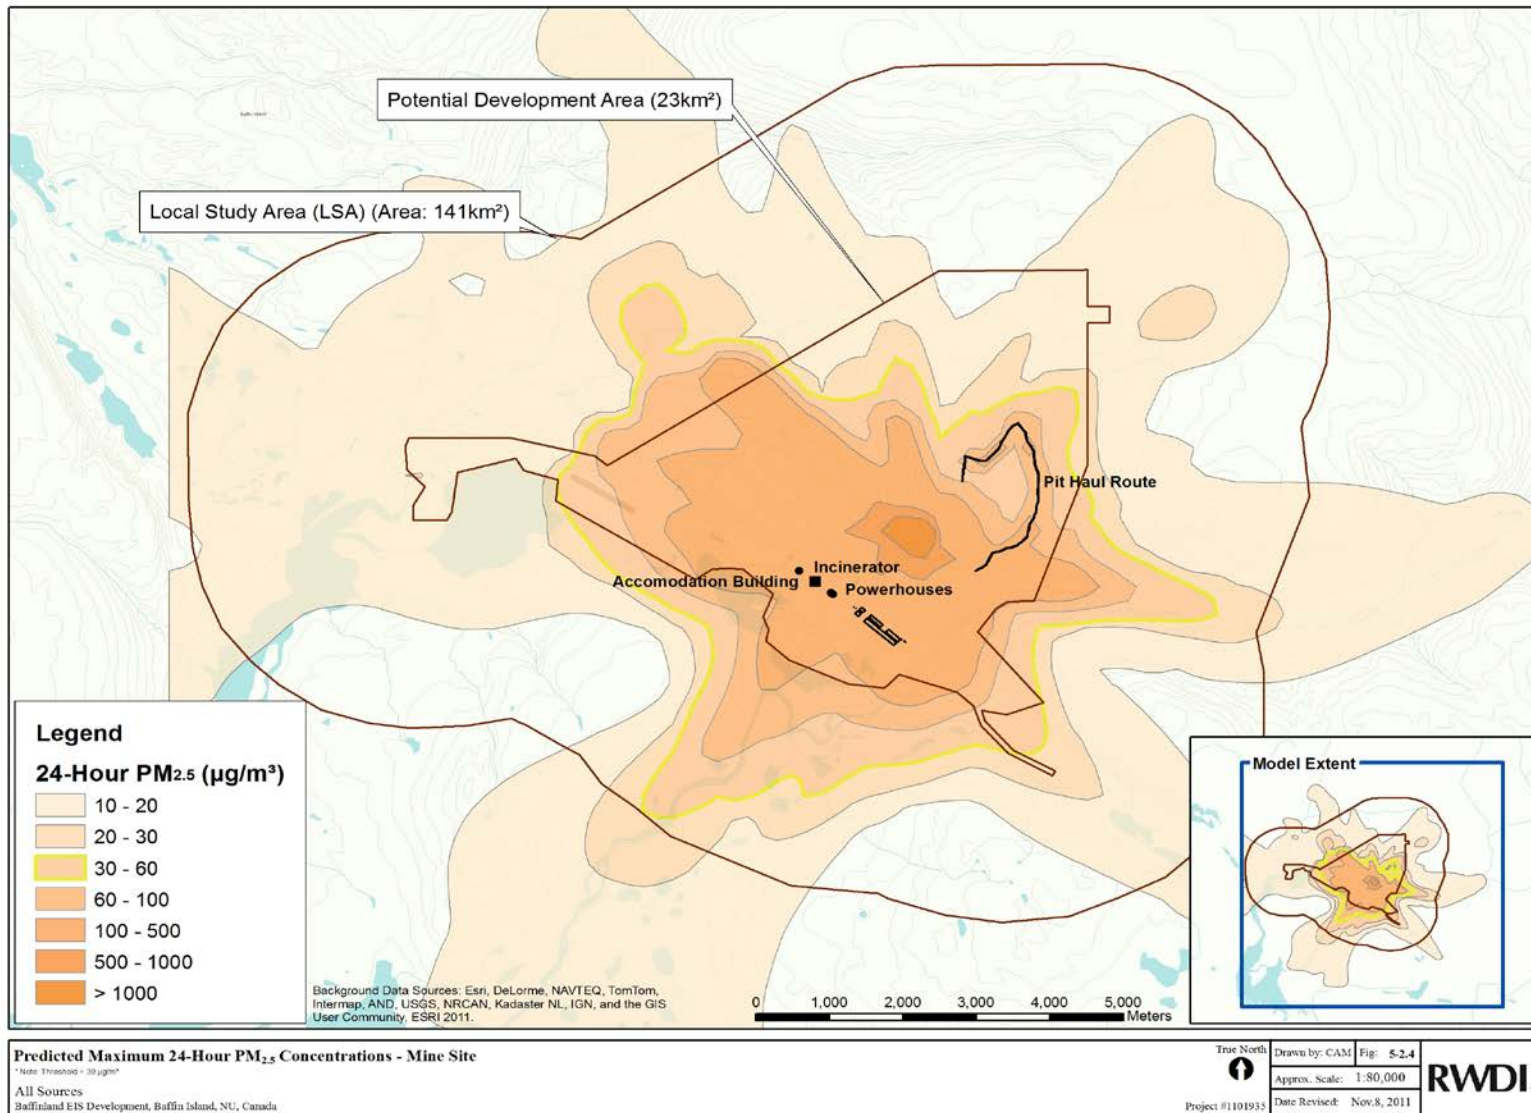 Potential Development Area (23km²)
Local Study Area (LSA) (Area: 141km²)
Pit Haul Route
Incinerator
Accomodation Building
Powerhouses
Legend
24-Hour PM2.5 (µg/m³)
10 - 20
20 - 30
30 - 60
60 - 100
100 - 500
500 - 1000
> 1000
Background Data Sources: Esri, DeLorme, NAVTEQ, TomTom,
Intermap, AND, USGS, NRCAN, Kadaster NL, IGN, and the GIS
User Community, ESRI 2011.
0 1,000 2,000 3,000 4,000 5,000
Meters
Model Extent
Predicted Maximum 24-Hour PM2.5 Concentrations - Mine Site
* Note: Threshold = 30 µg/m³
All Sources
Baffinland EIS Development, Baffin Island, NU, Canada
True North
Project #1101935
Drawn by: CAM Fig: 5-2.4
Approx. Scale: 1:80,000
Date Revised: Nov.8, 2011
RWDI